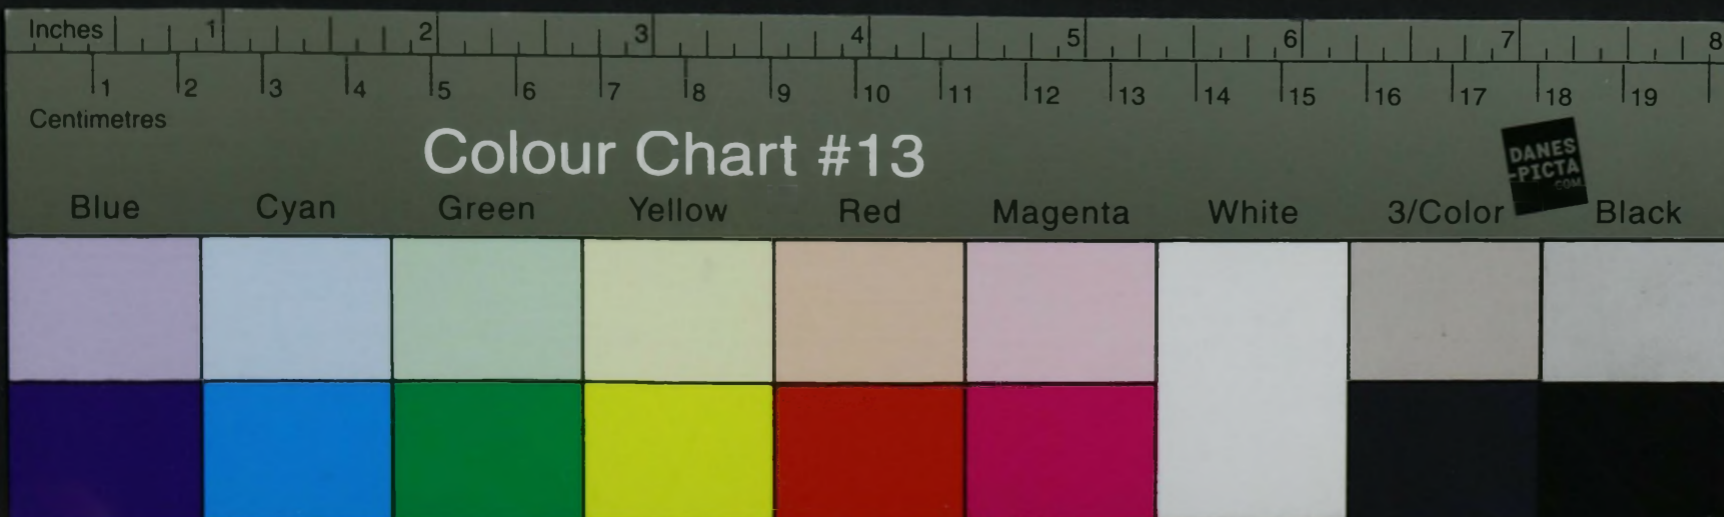 Inches 1 2 3 4 5 6 7 8
1 2 3 4 5 6 7 8 9 10 11 12 13 14 15 16 17 18 19
Centimetres
Colour Chart #13
DANES
-PICTA
.COM
Blue Cyan Green Yellow Red Magenta White 3/Color Black